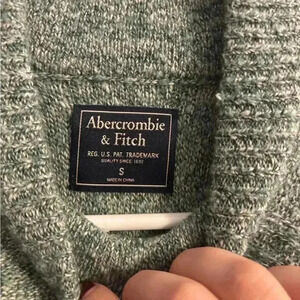 Abercrombie
& Fitch
REG. U.S. PAT. TRADEMARK
QUALITY SINCE 1892
S
MADE IN CHINA